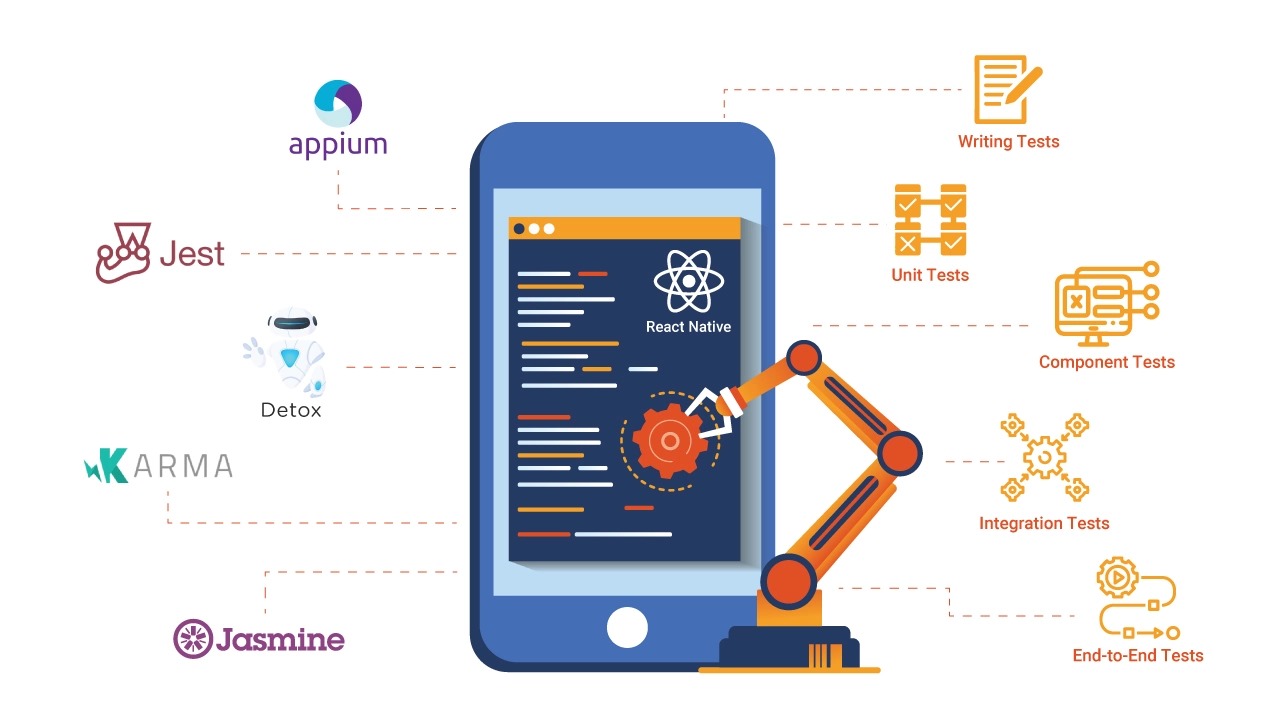 appium
Jest
Detox
KARMA
Jasmine
React Native
Writing Tests
Unit Tests
Component Tests
Integration Tests
End-to-End Tests